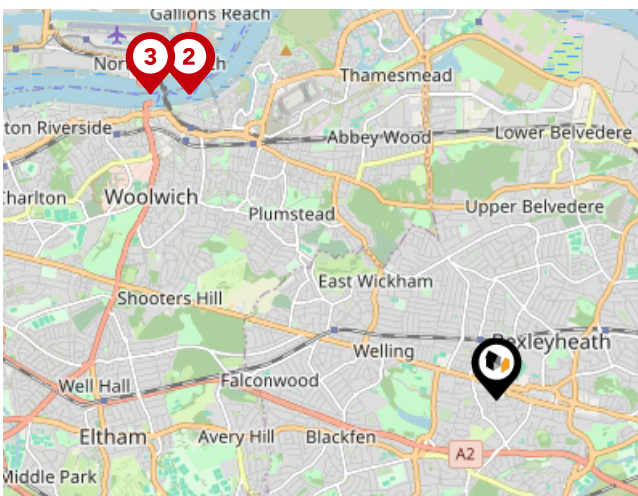 Gallions Reach
3
2
Nor
h
Thamesmead
ton Riverside
Abbey Wood
Lower Belvedere
Charlton
Woolwich
Plumstead
Upper Belvedere
East Wickham
Shooters Hill
Bexleyheath
Welling
Well Hall
Falconwood
Eltham
Avery Hill
Blackfen
A2
Middle Park